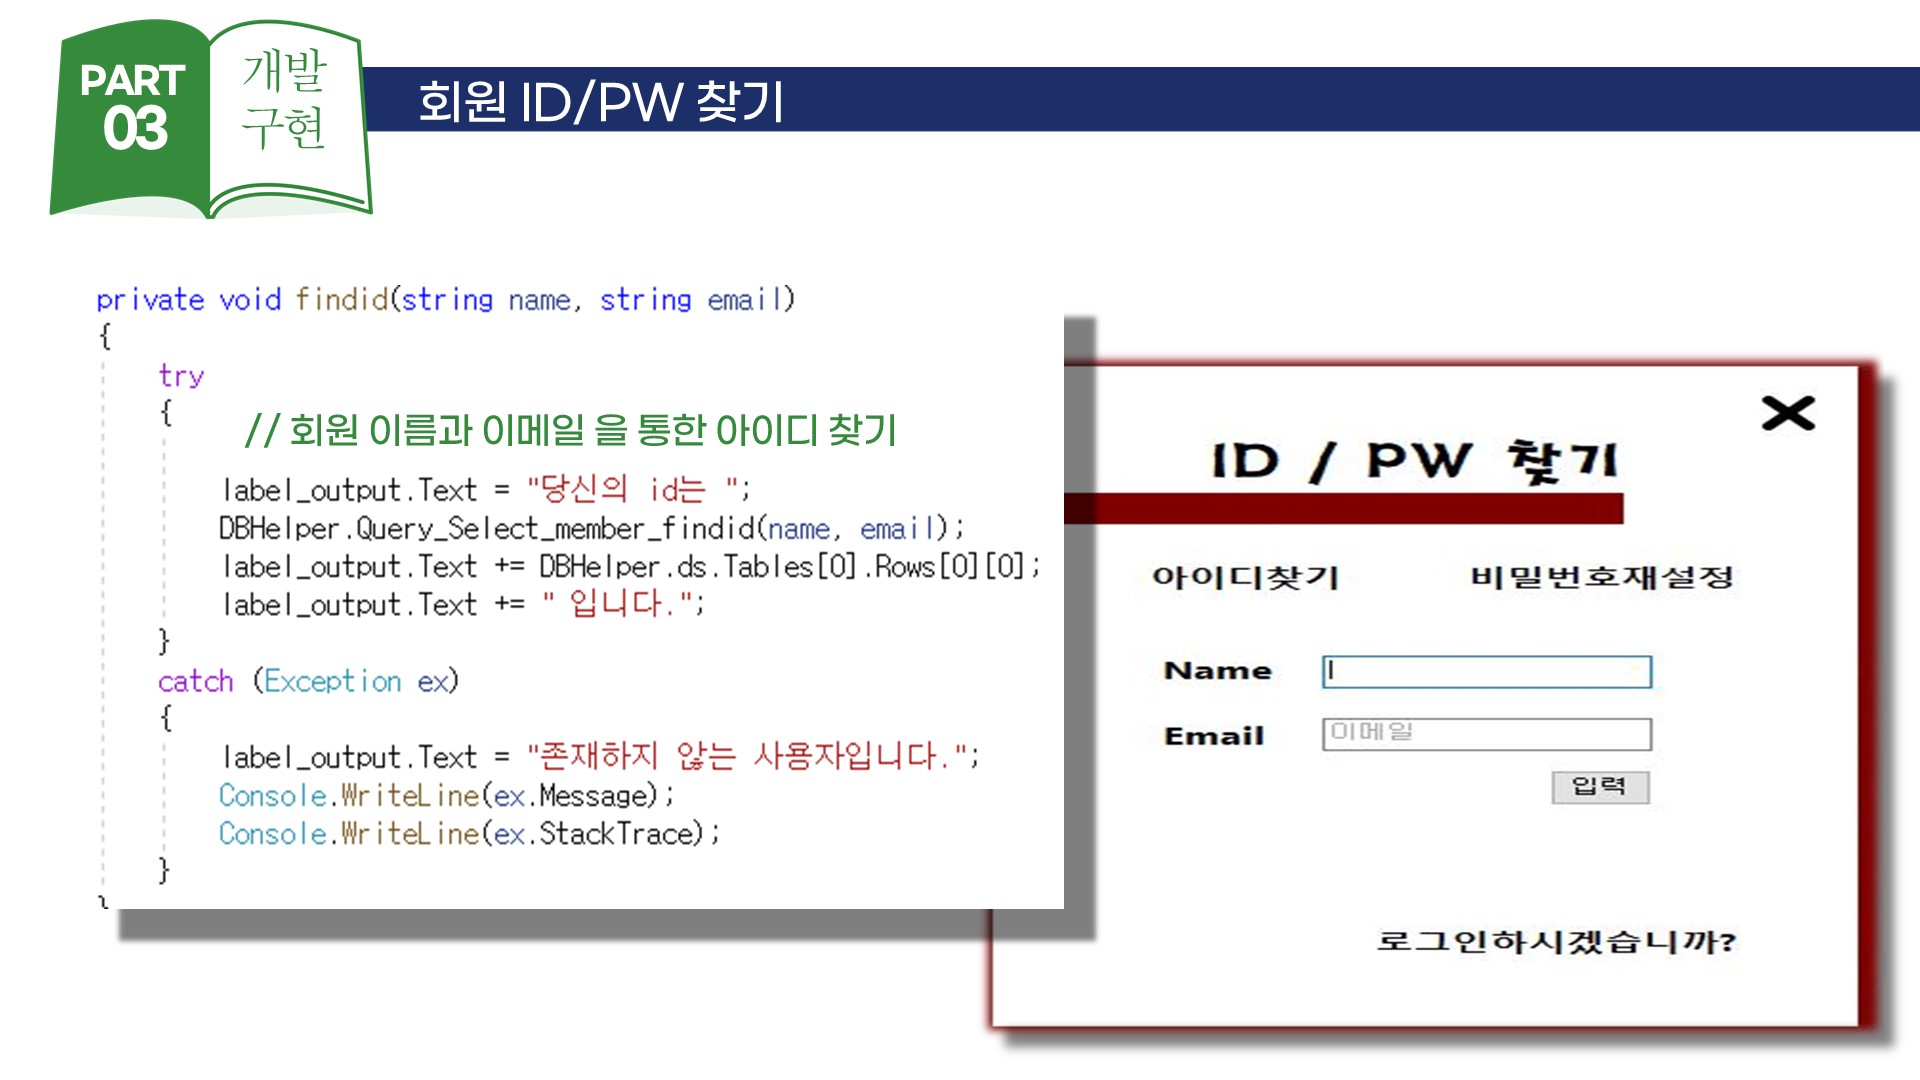 PART
03
개발
구현
회원 ID/PW 찾기
private void findid(string name, string email)
{
try
{
// 회원 이름과 이메일 을 통한 아이디 찾기
label_output.Text = "당신의 id는 ";
DBHelper.Query_Select_member_findid(name, email);
label_output.Text += DBHelper.ds.Tables[0].Rows[0][0];
label_output.Text += " 입니다.";
}
catch (Exception ex)
{
label_output.Text = "존재하지 않는 사용자입니다.";
Console.WriteLine(ex.Message);
Console.WriteLine(ex.StackTrace);
}
}
ID / PW 찾기
아이디찾기 비밀번호재설정
Name
Email 이메일
입력
로그인하시겠습니까?